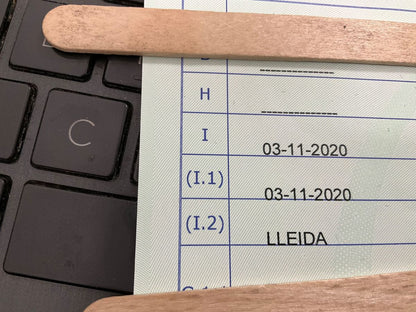 --------------
H --------------
C
I 03-11-2020
(I.1) 03-11-2020
(I.2) LLEIDA